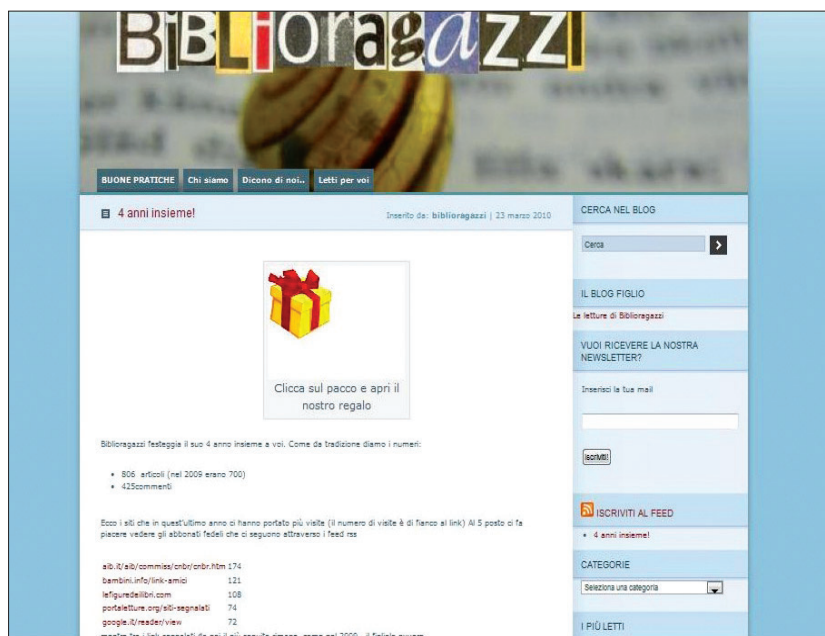 BiBLioragazzi
BUONE PRATICHE Chi siamo Dicono di noi.. Letti per voi
4 anni insieme!
Inserito da: biblioragazzi | 23 marzo 2010
Clicca sul pacco e apri il
nostro regalo
Biblioragazzi festeggia il suo 4 anno insieme a voi. Come da tradizione diamo i numeri:
• 806 articoli (nel 2009 erano 700)
• 425commenti
Ecco i siti che in quest'ultimo anno ci hanno portato più visite (il numero di visite è di fianco al link) Al 5 posto ci fa
piacere vedere gli abbonati fedeli che ci seguono attraverso i feed rss
aib.it/aib/commiss/cnbr/cnbr.htm 174
bambini.info/link-amici 121
lefiguredeilibri.com 108
portaletture.org/siti-segnalati 74
google.it/reader/view 72
CERCA NEL BLOG
Cerca
IL BLOG FIGLIO
Le letture di Biblioragazzi
VUOI RICEVERE LA NOSTRA
NEWSLETTER?
Inserisci la tua mail
Iscriviti!
ISCRIVITI AL FEED
• 4 anni insieme!
CATEGORIE
Seleziona una categoria
I PIÙ LETTI